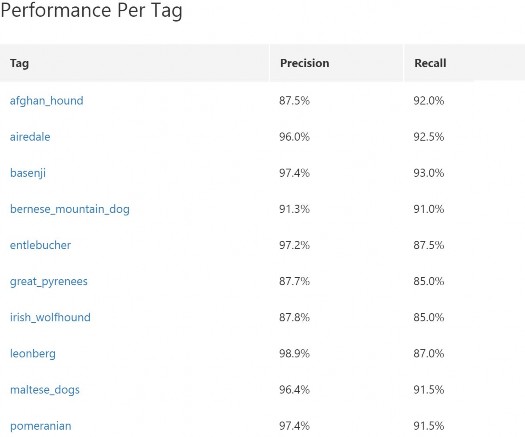 Performance Per Tag
Tag Precision Recall
afghan_hound 87.5% 92.0%
airedale 96.0% 92.5%
basenji 97.4% 93.0%
bernese_mountain_dog 91.3% 91.0%
entlebucher 97.2% 87.5%
great_pyrenees 87.7% 85.0%
irish_wolfhound 87.8% 85.0%
leonberg 98.9% 87.0%
maltese_dogs 96.4% 91.5%
pomeranian 97.4% 91.5%